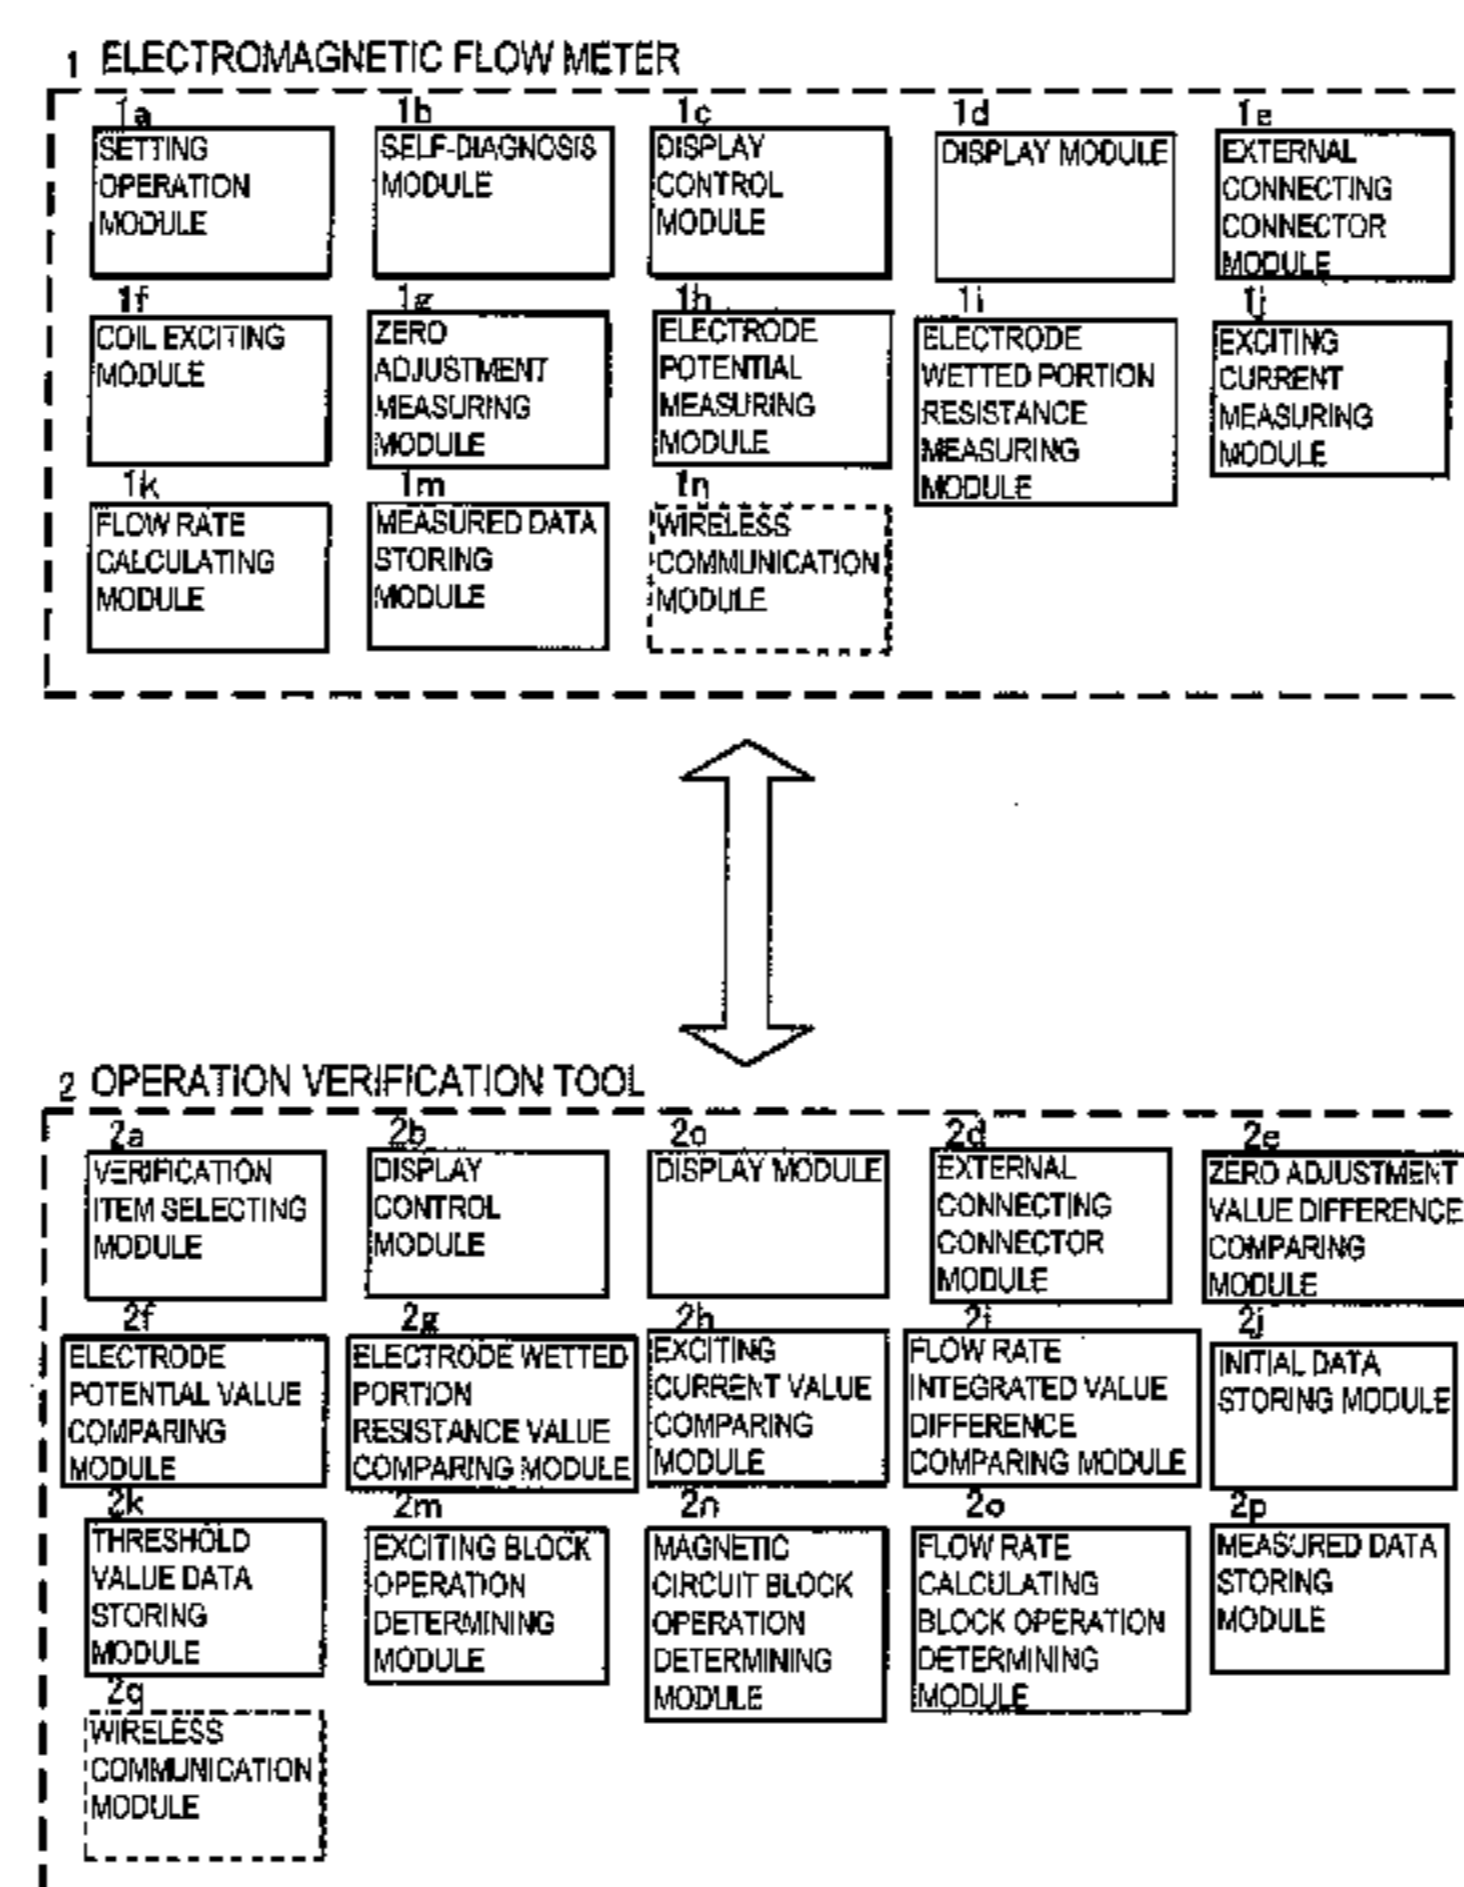 1 ELECTROMAGNETIC FLOW METER
1a
SETTING
OPERATION
MODULE
1b
SELF-DIAGNOSIS
MODULE
1c
DISPLAY
CONTROL
MODULE
1d
DISPLAY MODULE
1e
EXTERNAL
CONNECTING
CONNECTOR
MODULE
1f
COIL EXCITING
MODULE
1g
ZERO
ADJUSTMENT
MEASURING
MODULE
1h
ELECTRODE
POTENTIAL
MEASURING
MODULE
1i
ELECTRODE
WETTED PORTION
RESISTANCE
MEASURING
MODULE
1j
EXCITING
CURRENT
MEASURING
MODULE
1k
FLOW RATE
CALCULATING
MODULE
1m
MEASURED DATA
STORING
MODULE
1n
WIRELESS
COMMUNICATION
MODULE
2 OPERATION VERIFICATION TOOL
2a
VERIFICATION
ITEM SELECTING
MODULE
2b
DISPLAY
CONTROL
MODULE
2c
DISPLAY MODULE
2d
EXTERNAL
CONNECTING
CONNECTOR
MODULE
2e
ZERO ADJUSTMENT
VALUE DIFFERENCE
COMPARING
MODULE
2f
ELECTRODE
POTENTIAL VALUE
COMPARING
MODULE
2g
ELECTRODE WETTED
PORTION
RESISTANCE VALUE
COMPARING MODULE
2h
EXCITING
CURRENT VALUE
COMPARING
MODULE
2i
FLOW RATE
INTEGRATED VALUE
DIFFERENCE
COMPARING MODULE
2j
INITIAL DATA
STORING MODULE
2k
THRESHOLD
VALUE DATA
STORING
MODULE
2m
EXCITING BLOCK
OPERATION
DETERMINING
MODULE
2n
MAGNETIC
CIRCUIT BLOCK
OPERATION
DETERMINING
MODULE
2o
FLOW RATE
CALCULATING
BLOCK OPERATION
DETERMINING
MODULE
2p
MEASURED DATA
STORING
MODULE
2q
WIRELESS
COMMUNICATION
MODULE